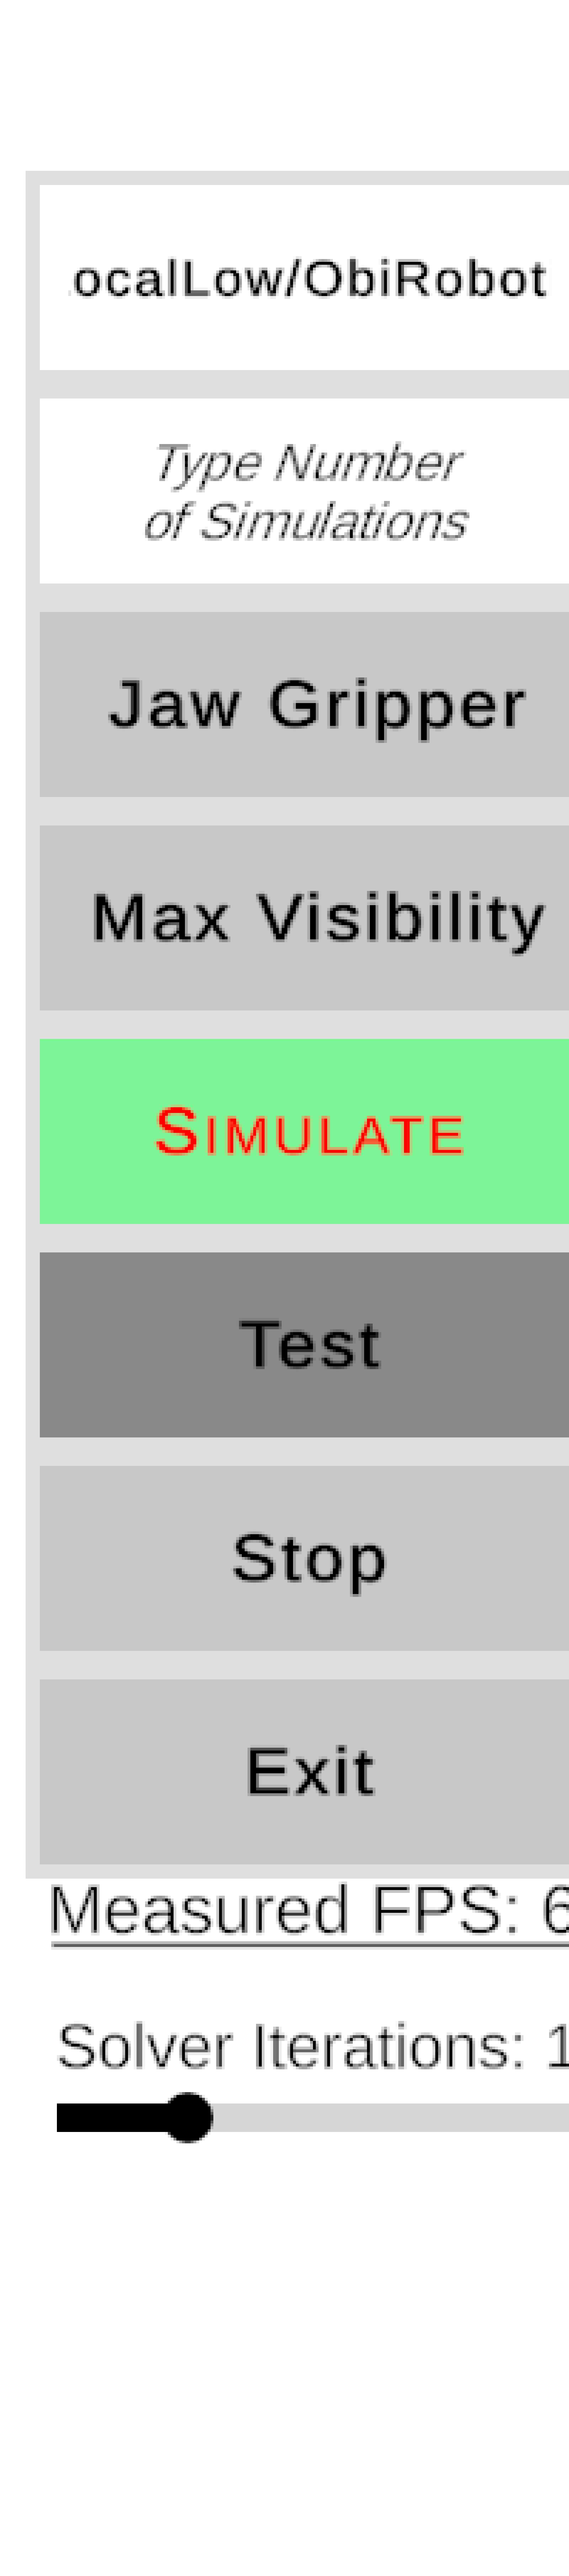 ocalLow/ObiRobot
Type Number
of Simulations
Jaw Gripper
Max Visibility
SIMULATE
Test
Stop
Exit
Measured FPS: 6
Solver Iterations: 1